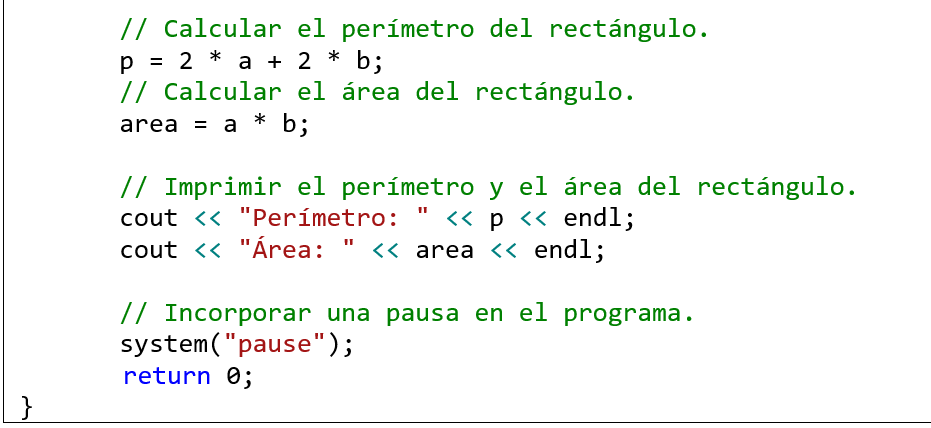 // Calcular el perímetro del rectángulo.
p = 2 * a + 2 * b;
// Calcular el área del rectángulo.
area = a * b;
// Imprimir el perímetro y el área del rectángulo.
cout << "Perímetro: " << p << endl;
cout << "Área: " << area << endl;
// Incorporar una pausa en el programa.
system("pause");
return 0;
}